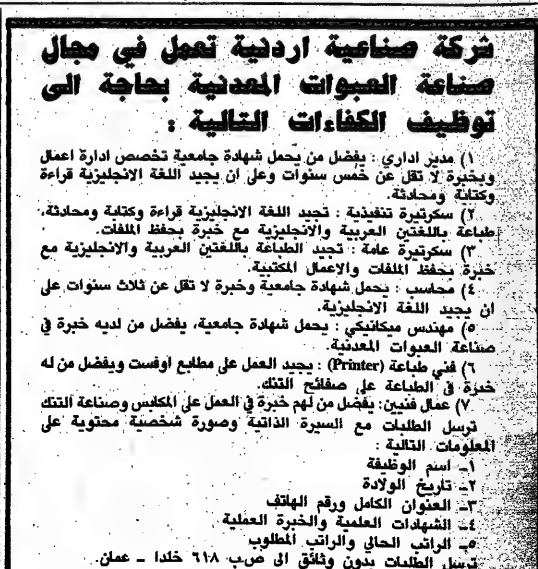 شركة صناعية اردنية تعمل في مجال
صناعة العبوات المعدنية بحاجة الى
توظيف الكفاءات التالية :
١) مدير اداري : يفضل من يحمل شهادة جامعية تخصص ادارة اعمال
وبخبرة لا تقل عن خمس سنوات وعلى ان يجيد اللغة الانجليزية قراءة
وكتابة ومحادثة.
٢) سكرتيرة تنفيذية : تجيد اللغة الانجليزية قراءة وكتابة ومحادثة،
طباعة باللغتين العربية والانجليزية مع خبرة بحفظ الملفات.
٣) سكرتيرة عامة : تجيد الطباعة باللغتين العربية والانجليزية مع
خبرة بحفظ الملفات والاعمال المكتبية.
٤) محاسب : يحمل شهادة جامعية وخبرة لا تقل عن ثلاث سنوات على
ان يجيد اللغة الانجليزية.
٥) مهندس ميكانيكي : يحمل شهادة جامعية، يفضل من لديه خبرة في
صناعة العبوات المعدنية.
٦) فني طباعة (Printer) : يجيد العمل على مطابع اوفست ويفضل من له
خبرة في الطباعة على صفائح التنك.
٧) عمال فنيين: يفضل من لهم خبرة في العمل على المكابس وصناعة التنك
ترسل الطلبات مع السيرة الذاتية وصورة شخصية محتوية على
المعلومات التالية :
١ـ اسم الوظيفة
٢ـ تاريخ الولادة
٣ـ العنوان الكامل ورقم الهاتف
٤ـ الشهادات العلمية والخبرة العملية
٥ـ الراتب الحالي والراتب المطلوب
ترسل الطلبات بدون وثائق الى ص.ب ٦١٨ خلدا ـ عمان.